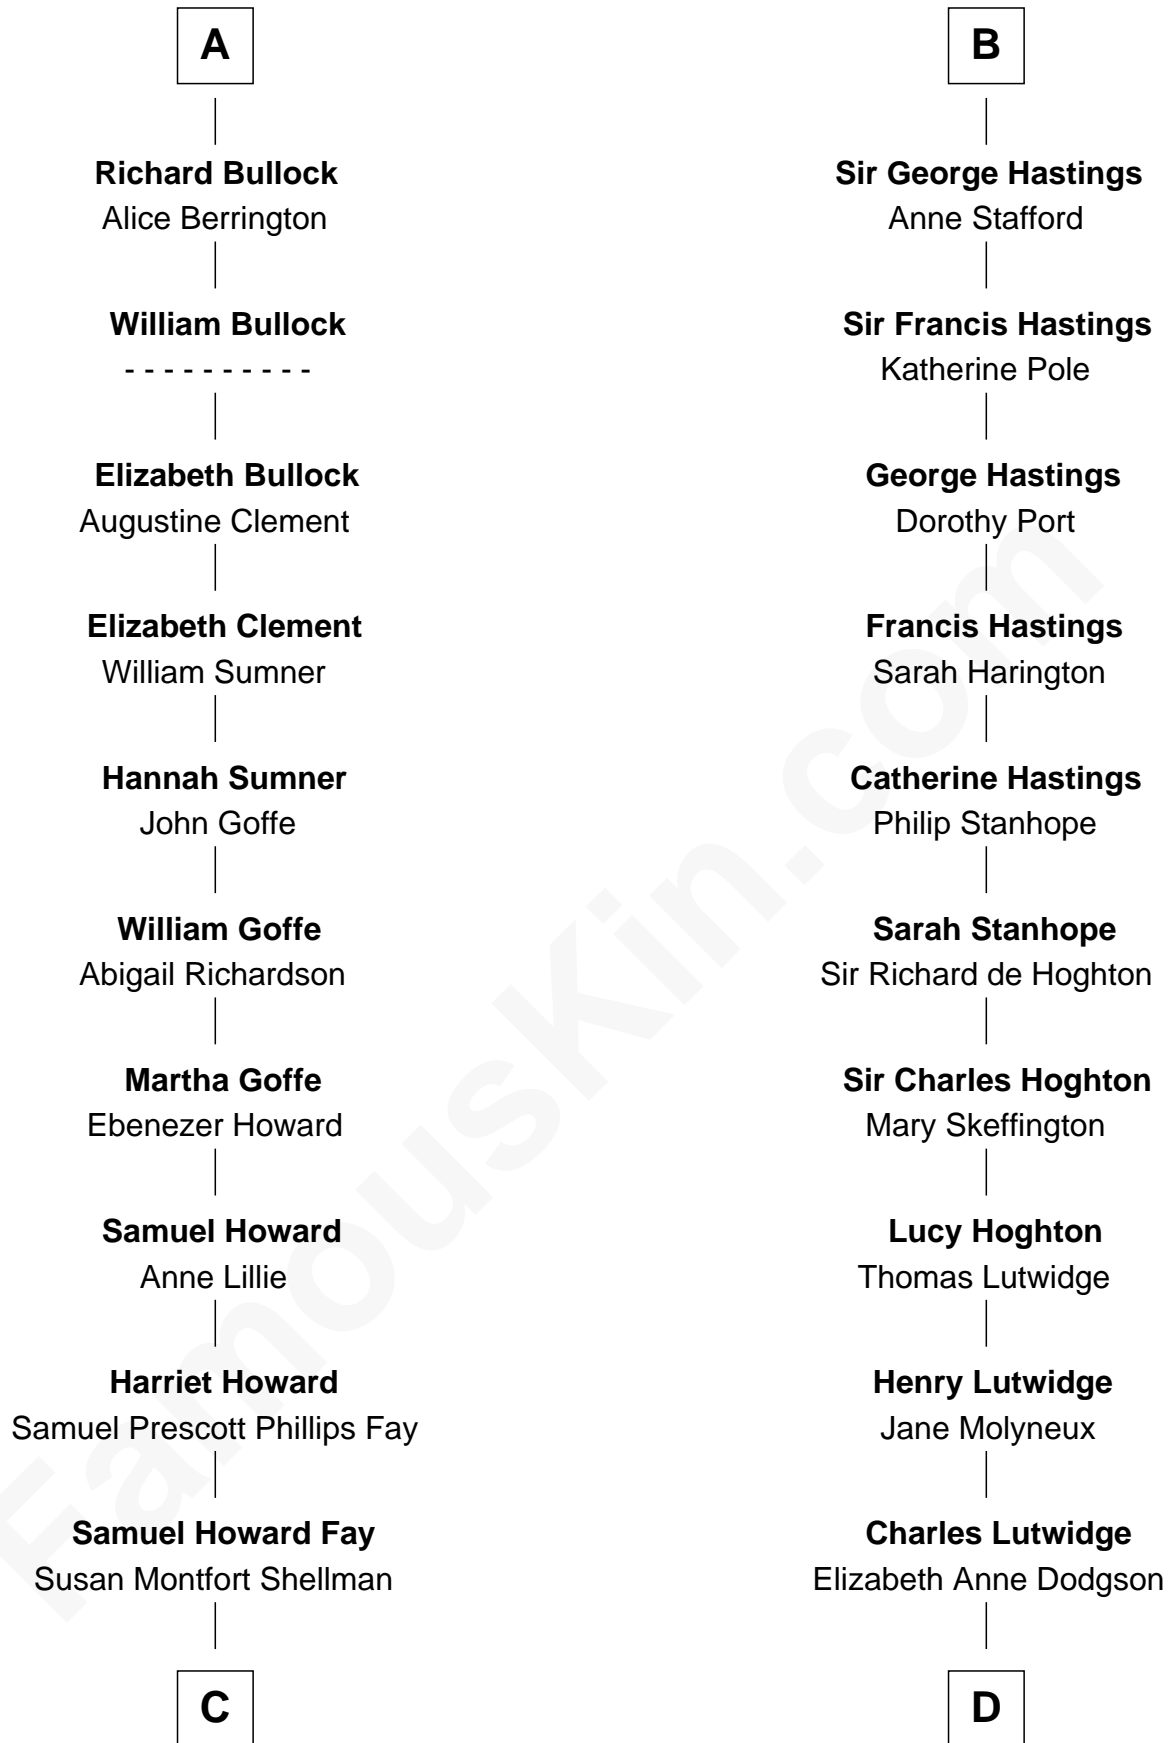 A
Richard Bullock
Alice Berrington
William Bullock
- - - - - - - - - -
Elizabeth Bullock
Augustine Clement
Elizabeth Clement
William Sumner
Hannah Sumner
John Goffe
William Goffe
Abigail Richardson
Martha Goffe
Ebenezer Howard
Samuel Howard
Anne Lillie
Harriet Howard
Samuel Prescott Phillips Fay
Samuel Howard Fay
Susan Montfort Shellman
C
B
Sir George Hastings
Anne Stafford
Sir Francis Hastings
Katherine Pole
George Hastings
Dorothy Port
Francis Hastings
Sarah Harington
Catherine Hastings
Philip Stanhope
Sarah Stanhope
Sir Richard de Hoghton
Sir Charles Hoghton
Mary Skeffington
Lucy Hoghton
Thomas Lutwidge
Henry Lutwidge
Jane Molyneux
Charles Lutwidge
Elizabeth Anne Dodgson
D
FamousKin.com